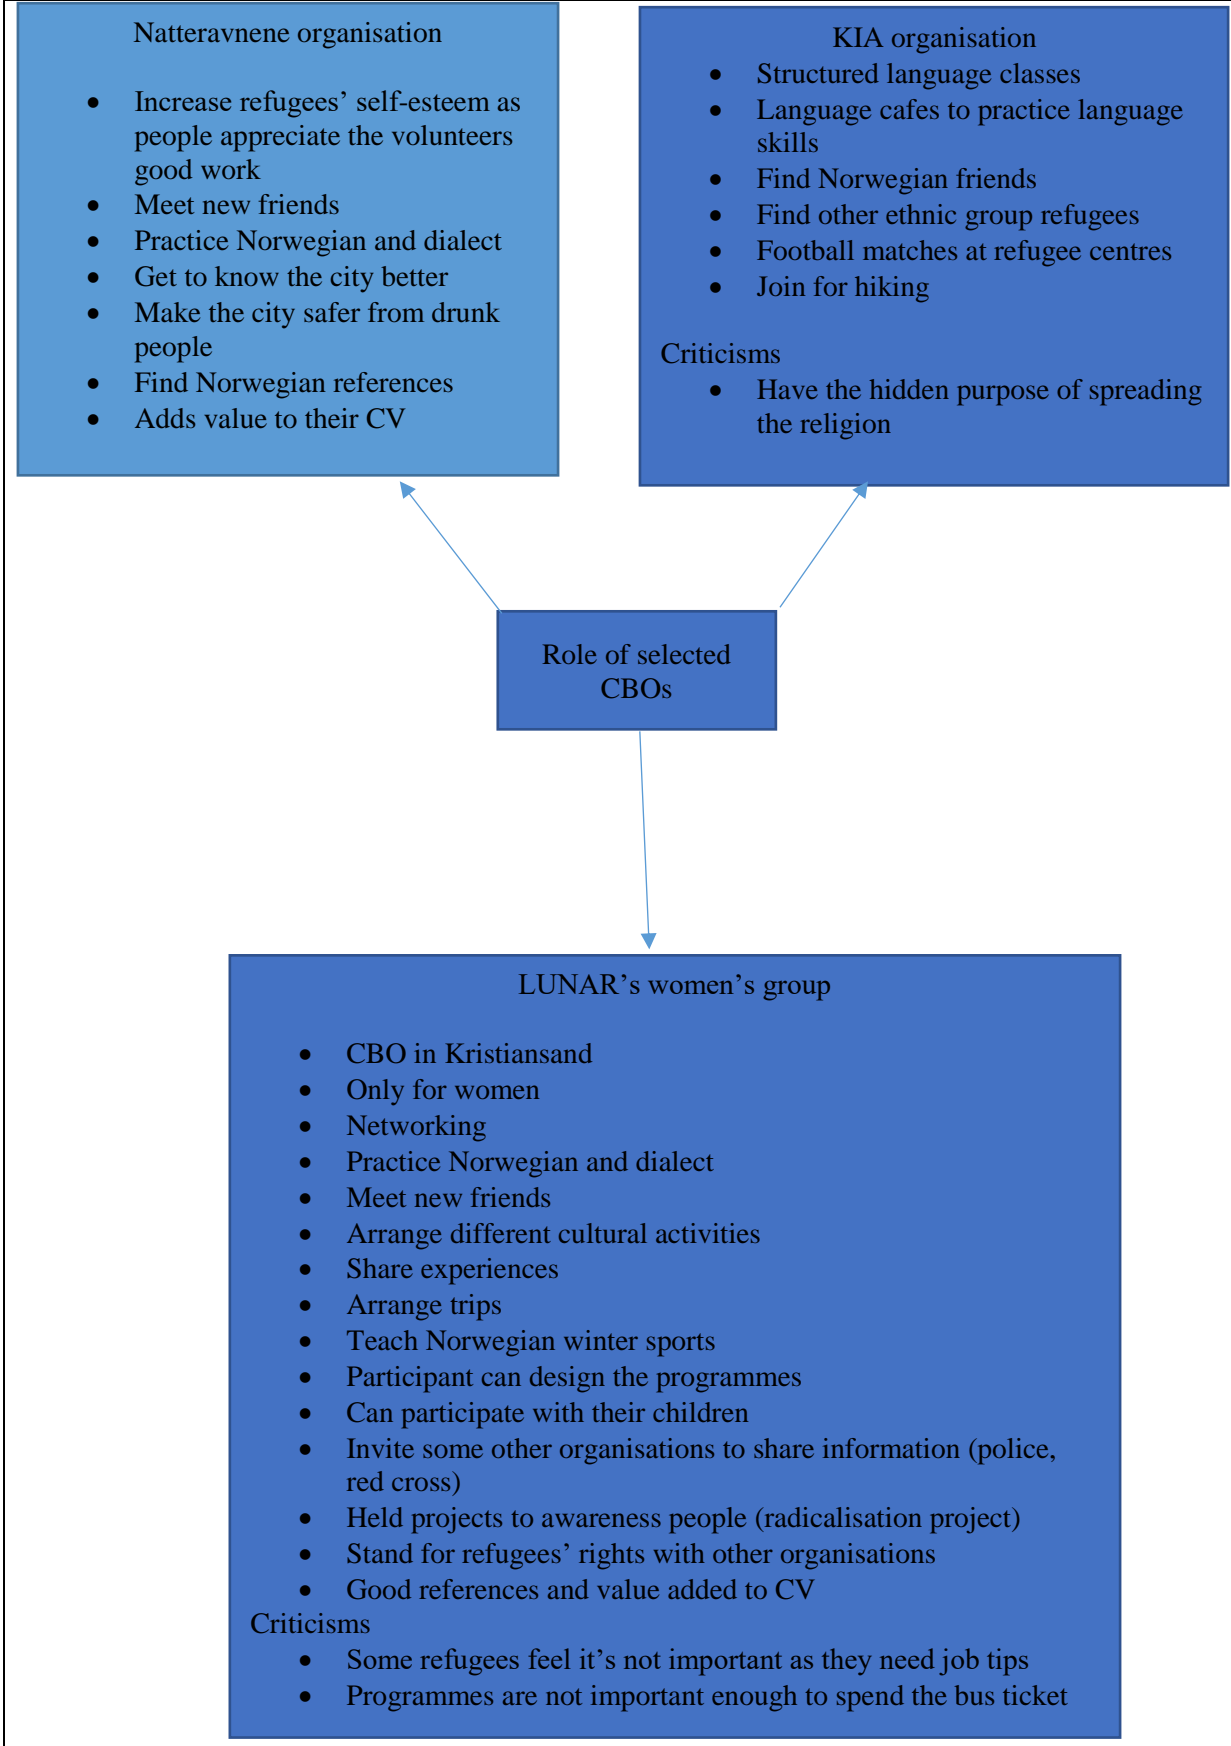 Natteravnene organisation
• Increase refugees’ self-esteem as
people appreciate the volunteers
good work
• Meet new friends
• Practice Norwegian and dialect
• Get to know the city better
• Make the city safer from drunk
people
• Find Norwegian references
• Adds value to their CV
KIA organisation
• Structured language classes
• Language cafes to practice language
skills
• Find Norwegian friends
• Find other ethnic group refugees
• Football matches at refugee centres
• Join for hiking
Criticisms
• Have the hidden purpose of spreading
the religion
Role of selected
CBOs
LUNAR’s women’s group
• CBO in Kristiansand
• Only for women
• Networking
• Practice Norwegian and dialect
• Meet new friends
• Arrange different cultural activities
• Share experiences
• Arrange trips
• Teach Norwegian winter sports
• Participant can design the programmes
• Can participate with their children
• Invite some other organisations to share information (police,
red cross)
• Held projects to awareness people (radicalisation project)
• Stand for refugees’ rights with other organisations
• Good references and value added to CV
Criticisms
• Some refugees feel it’s not important as they need job tips
• Programmes are not important enough to spend the bus ticket